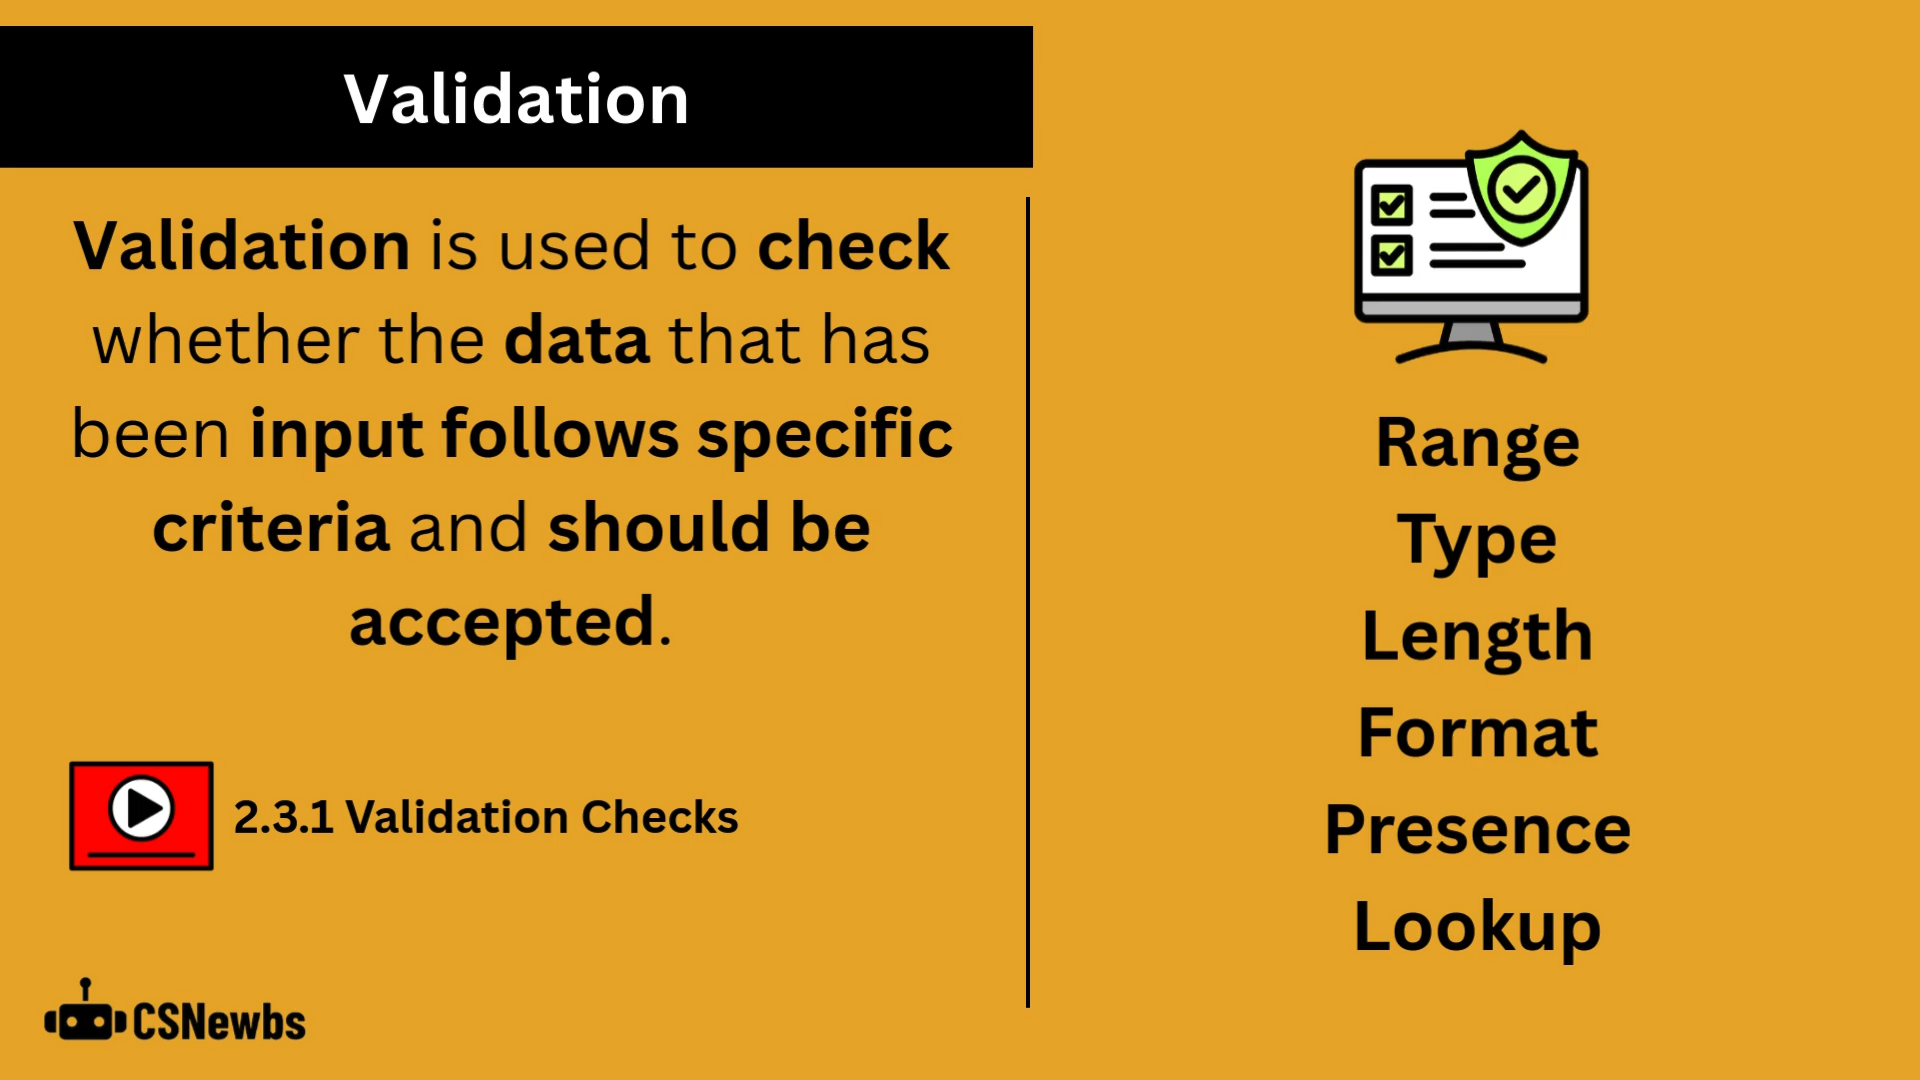 Validation
Validation is used to check
whether the data that has
been input follows specific
criteria and should be
accepted.
2.3.1 Validation Checks
CSNewbs
Range
Type
Length
Format
Presence
Lookup